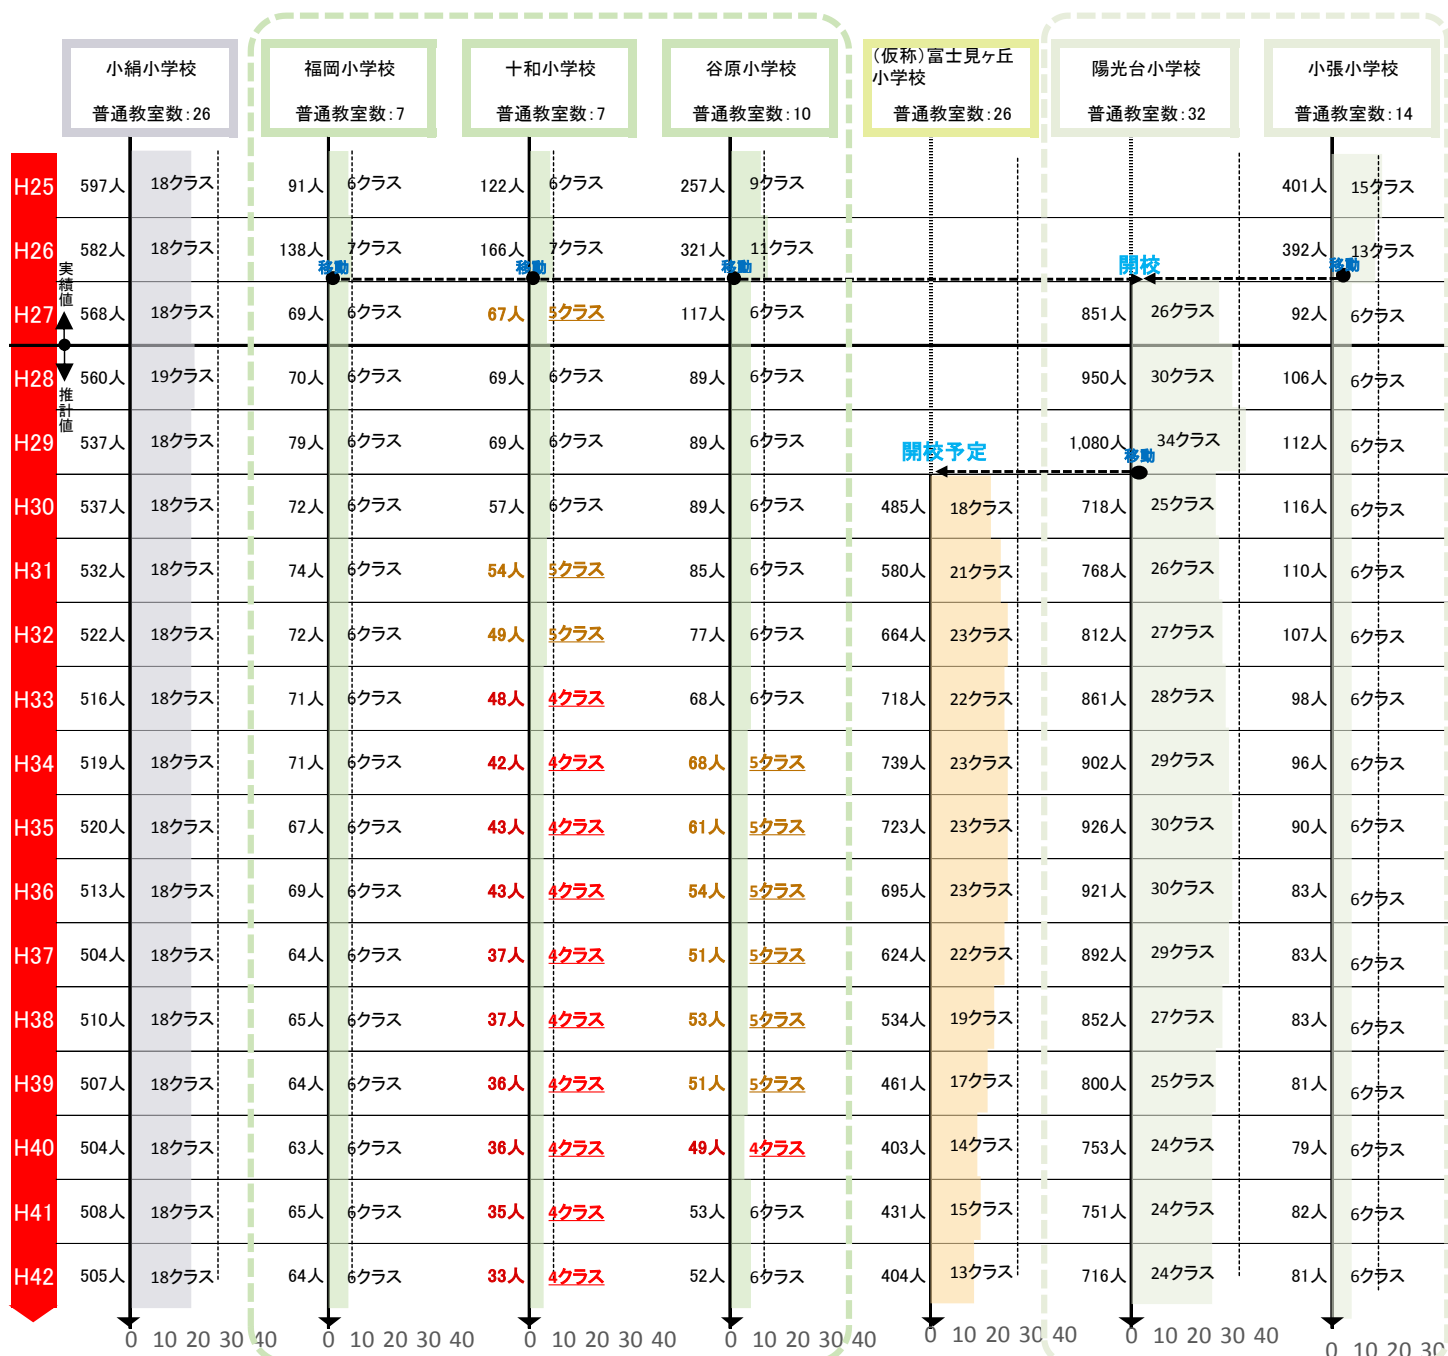 小絹小学校
普通教室数：26
福岡小学校
普通教室数：7
十和小学校
普通教室数：7
谷原小学校
普通教室数：10
（仮称）富士見ヶ丘
小学校
普通教室数：26
陽光台小学校
普通教室数：32
小張小学校
普通教室数：14
H25 597人 18クラス 91人 6クラス 122人 6クラス 257人 9クラス 401人 15クラス
H26 582人 18クラス 138人 7クラス 166人 7クラス 321人 11クラス 392人 13クラス
移動 移動 移動 開校 移動
実績値
H27 568人 18クラス 69人 6クラス 67人 5クラス 117人 6クラス 851人 26クラス 92人 6クラス
H28 560人 19クラス 70人 6クラス 69人 6クラス 89人 6クラス 950人 30クラス 106人 6クラス
推計値
H29 537人 18クラス 79人 6クラス 69人 6クラス 89人 6クラス 1,080人 34クラス 112人 6クラス
開校予定 移動
H30 537人 18クラス 72人 6クラス 57人 6クラス 89人 6クラス 485人 18クラス 718人 25クラス 116人 6クラス
H31 532人 18クラス 74人 6クラス 54人 5クラス 85人 6クラス 580人 21クラス 768人 26クラス 110人 6クラス
H32 522人 18クラス 72人 6クラス 49人 5クラス 77人 6クラス 664人 23クラス 812人 27クラス 107人 6クラス
H33 516人 18クラス 71人 6クラス 48人 4クラス 68人 6クラス 718人 22クラス 861人 28クラス 98人 6クラス
H34 519人 18クラス 71人 6クラス 42人 4クラス 68人 5クラス 739人 23クラス 902人 29クラス 96人 6クラス
H35 520人 18クラス 67人 6クラス 43人 4クラス 61人 5クラス 723人 23クラス 926人 30クラス 90人 6クラス
H36 513人 18クラス 69人 6クラス 43人 4クラス 54人 5クラス 695人 23クラス 921人 30クラス 83人 6クラス
H37 504人 18クラス 64人 6クラス 37人 4クラス 51人 5クラス 624人 22クラス 892人 29クラス 83人 6クラス
H38 510人 18クラス 65人 6クラス 37人 4クラス 53人 5クラス 534人 19クラス 852人 27クラス 83人 6クラス
H39 507人 18クラス 64人 6クラス 36人 4クラス 51人 5クラス 461人 17クラス 800人 25クラス 81人 6クラス
H40 504人 18クラス 63人 6クラス 36人 4クラス 49人 4クラス 403人 14クラス 753人 24クラス 79人 6クラス
H41 508人 18クラス 65人 6クラス 35人 4クラス 53人 6クラス 431人 15クラス 751人 24クラス 82人 6クラス
H42 505人 18クラス 64人 6クラス 33人 4クラス 52人 6クラス 404人 13クラス 716人 24クラス 81人 6クラス
0 10 20 30 40 0 10 20 30 40 0 10 20 30 40 0 10 20 30 40 0 10 20 30 40 0 10 20 30 40 0 10 20 30